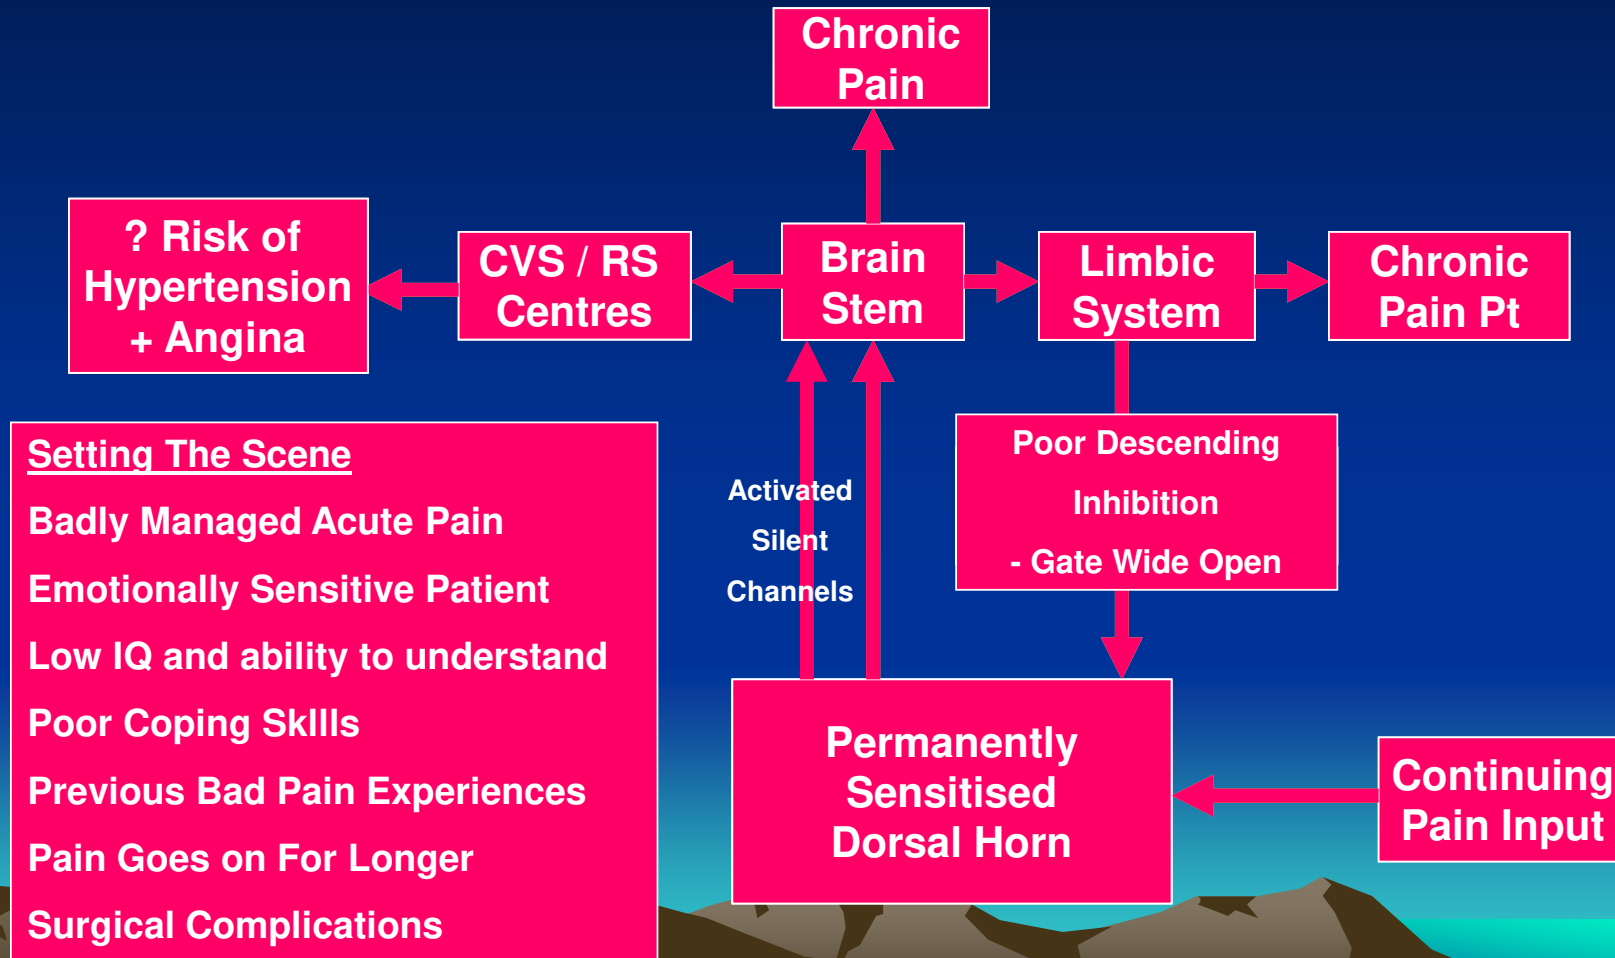 Chronic
Pain
? Risk of
Hypertension
+ Angina
CVS / RS
Centres
Brain
Stem
Limbic
System
Chronic
Pain Pt
Setting The Scene
Badly Managed Acute Pain
Emotionally Sensitive Patient
Low IQ and ability to understand
Poor Coping SkIlls
Previous Bad Pain Experiences
Pain Goes on For Longer
Surgical Complications
Activated
Silent
Channels
Poor Descending
Inhibition
- Gate Wide Open
Permanently
Sensitised
Dorsal Horn
Continuing
Pain Input